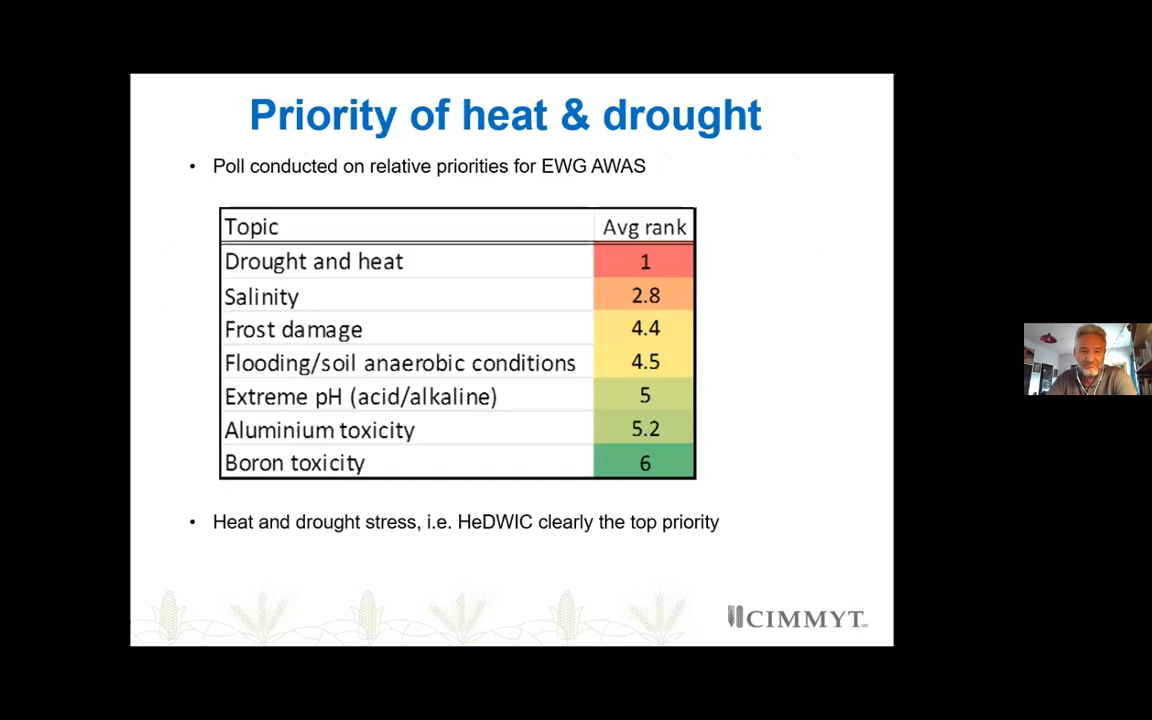 Priority of heat & drought
• Poll conducted on relative priorities for EWG AWAS
Topic Avg rank
Drought and heat 1
Salinity 2.8
Frost damage 4.4
Flooding/soil anaerobic conditions 4.5
Extreme pH (acid/alkaline) 5
Aluminium toxicity 5.2
Boron toxicity 6
• Heat and drought stress, i.e. HeDWIC clearly the top priority
CIMMYT